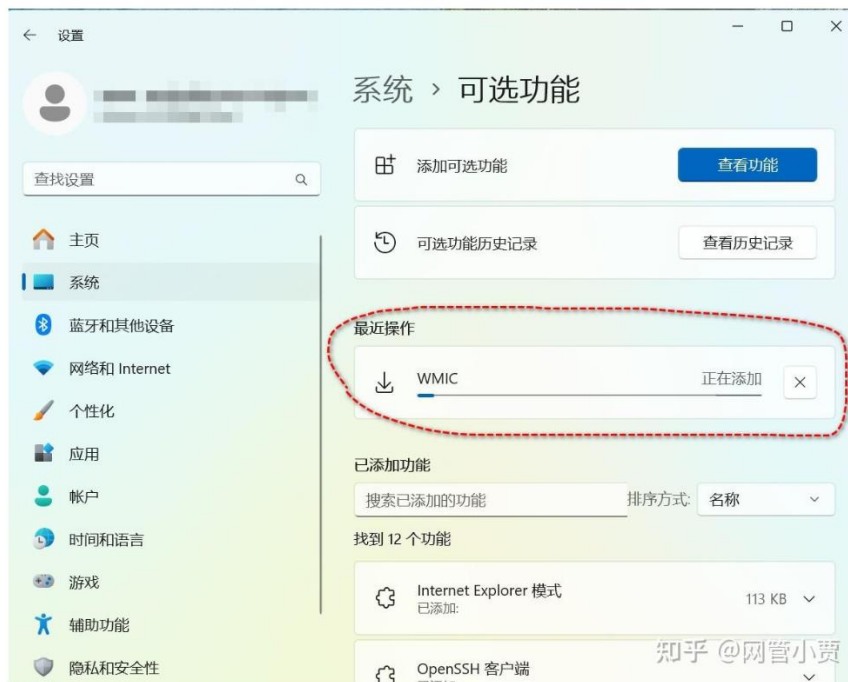 设置
查找设置
主页
系统
蓝牙和其他设备
网络和 Internet
个性化
应用
帐户
时间和语言
游戏
辅助功能
隐私和安全性
系统 › 可选功能
添加可选功能
查看功能
可选功能历史记录
查看历史记录
最近操作
WMIC
正在添加
已添加功能
搜索已添加的功能
排序方式:
名称
找到 12 个功能
Internet Explorer 模式
已添加:
113 KB
OpenSSH 客户端
知乎 @网管小贾